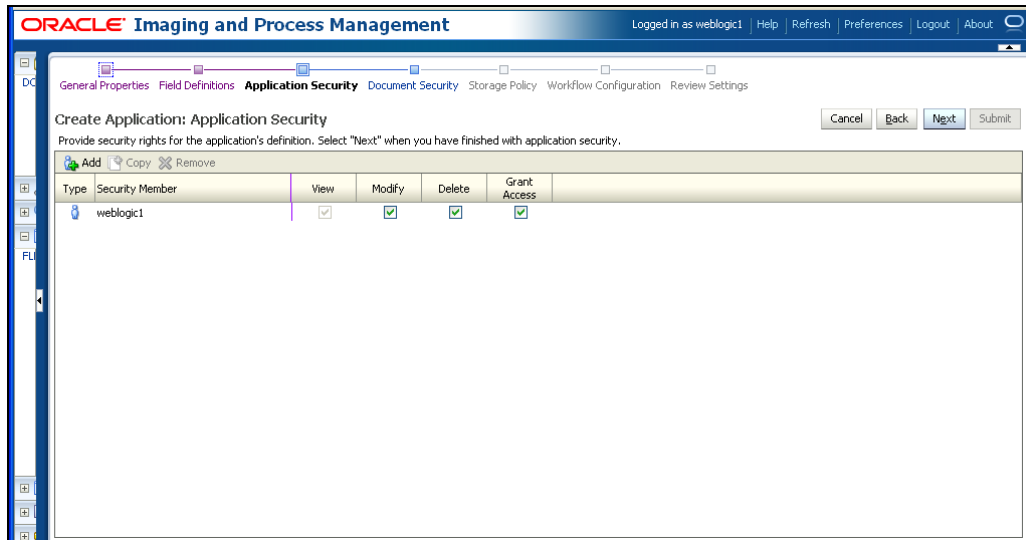 ORACLE Imaging and Process Management
Logged in as weblogic1 | Help | Refresh | Preferences | Logout | About
General Properties Field Definitions Application Security Document Security Storage Policy Workflow Configuration Review Settings
Create Application: Application Security
Cancel Back Next Submit
Provide security rights for the application's definition. Select "Next" when you have finished with application security.
Add Copy Remove
Type Security Member View Modify Delete Grant Access
weblogic1